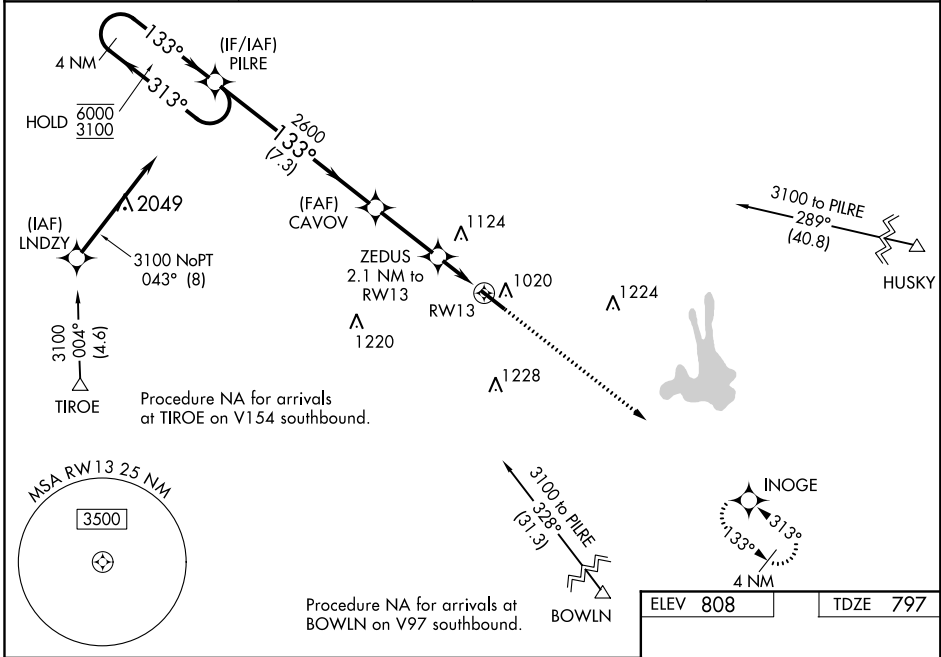 133°
(IF/IAF)
PILRE
4 NM
313°
HOLD 6000
3100
2600
133°
(7.3)
(FAF)
CAVOV
2049
(IAF)
LNDZY
3100 NoPT
043° (8)
1124
ZEDUS
2.1 NM to
RW13
RW13
1020
1224
3100 to PILRE
289°
(40.8)
HUSKY
3100
004°
(4.6)
TIROE
1220
1228
Procedure NA for arrivals
at TIROE on V154 southbound.
MSA RW13 25 NM
3500
3100 to PILRE
328°
(31.3)
BOWLN
INOGE
313°
133°
4 NM
Procedure NA for arrivals at
BOWLN on V97 southbound.
ELEV 808
TDZE 797